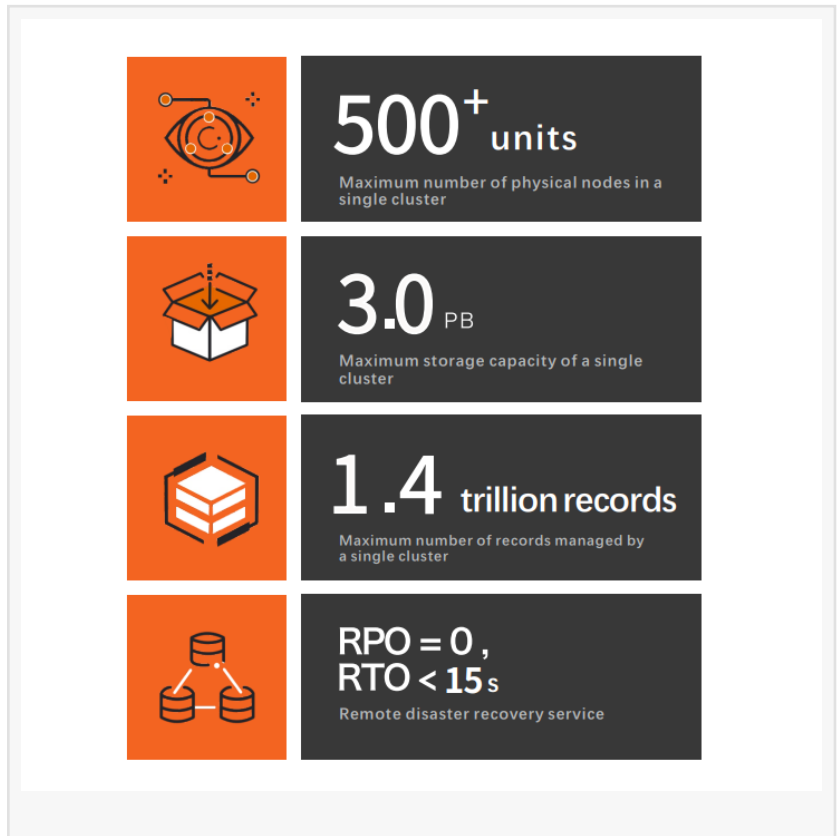 500+ units
Maximum number of physical nodes in a
single cluster
3.0 PB
Maximum storage capacity of a single
cluster
1.4 trillion records
Maximum number of records managed by
a single cluster
RPO = 0 ,
RTO < 15 s
Remote disaster recovery service